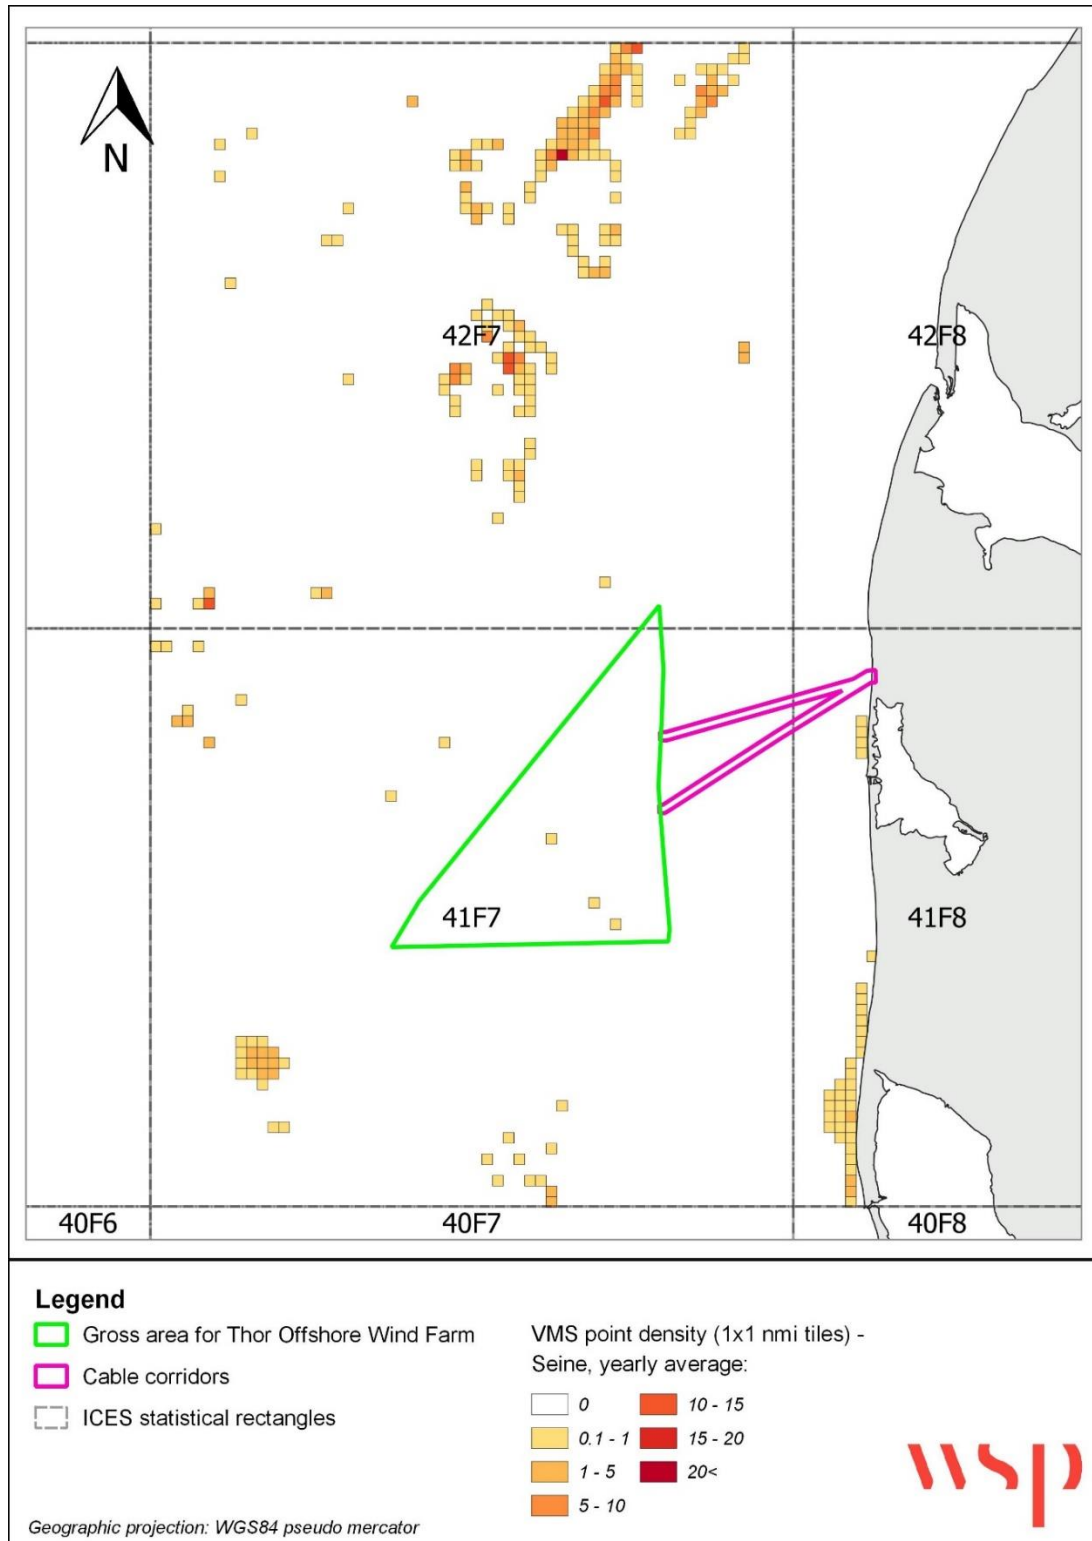 N
42F7
42F8
41F7
41F8
40F6
40F7
40F8
Legend
Gross area for Thor Offshore Wind Farm
Cable corridors
ICES statistical rectangles
VMS point density (1x1 nmi tiles) -
Seine, yearly average:
0
10 - 15
0.1 - 1
15 - 20
1 - 5
20<
5 - 10
wsp
Geographic projection: WGS84 pseudo mercator